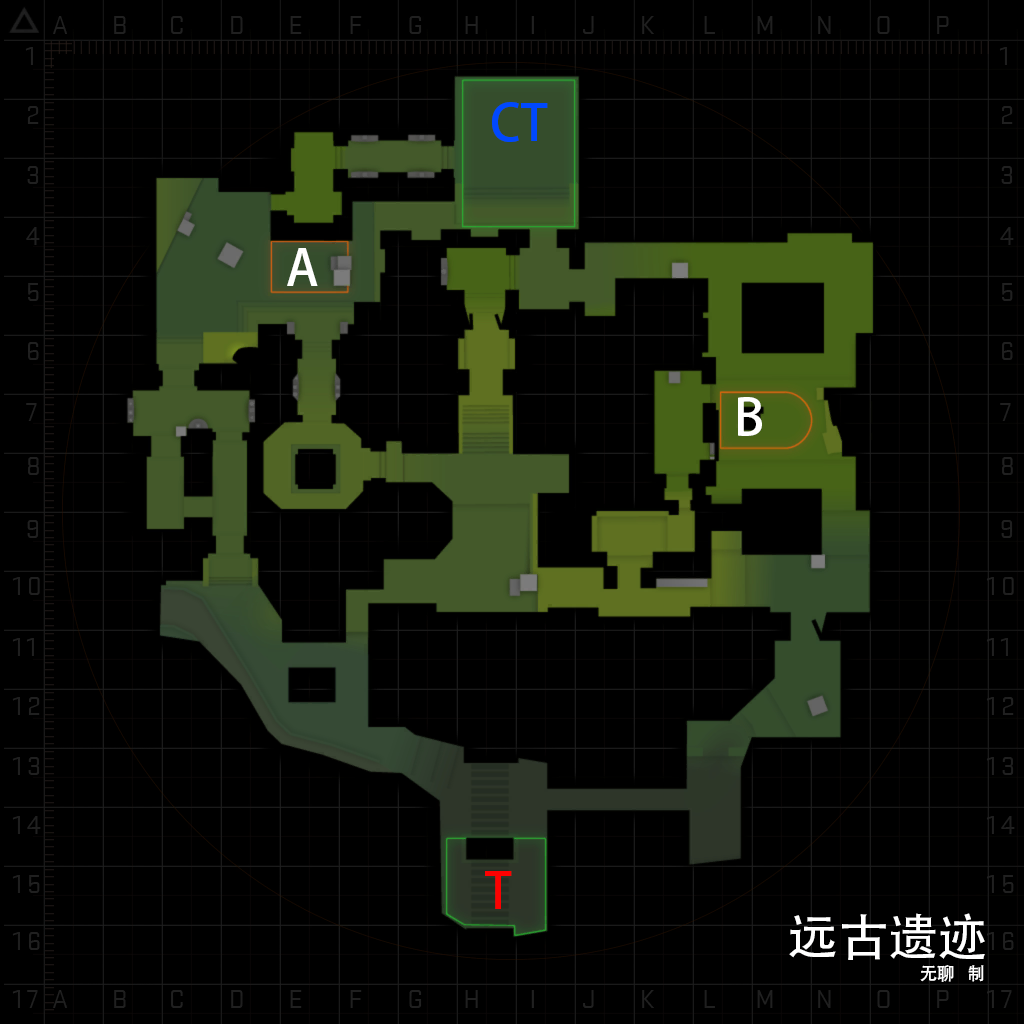 A B C D E F G H I J K L M N O P
1 1
CT
2 2
3 3
4 4
A
5 5
6 6
7 7
B
8 8
9 9
10 10
11 11
12 12
13 13
14 14
T
15 15
远古遗迹
16 16
无聊 制
17 A B C D E F G H I J K L M N O P 17